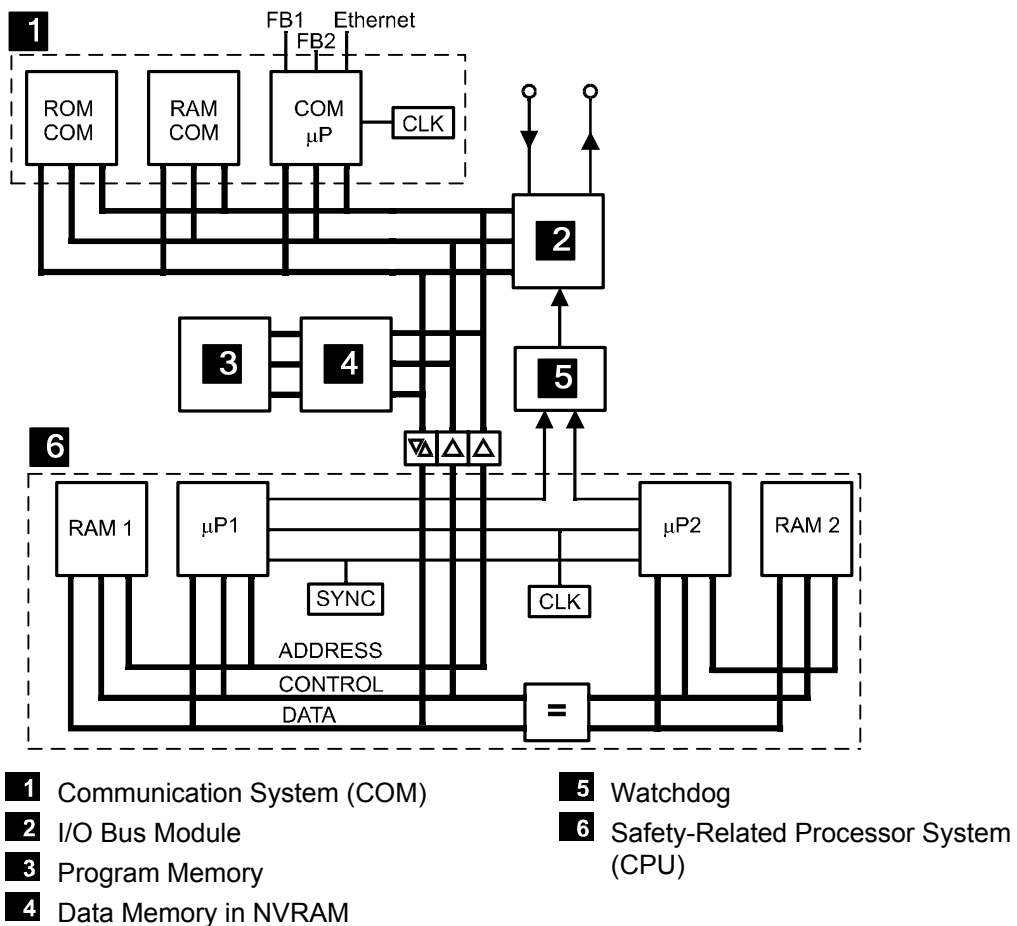 1
FB1 Ethernet
FB2
ROM
COM
RAM
COM
COM
µP
CLK
2
3
4
5
6
RAM 1
µP1
µP2
RAM 2
SYNC
CLK
ADDRESS
CONTROL
DATA
=
1 Communication System (COM)
2 I/O Bus Module
3 Program Memory
4 Data Memory in NVRAM
5 Watchdog
6 Safety-Related Processor System
(CPU)